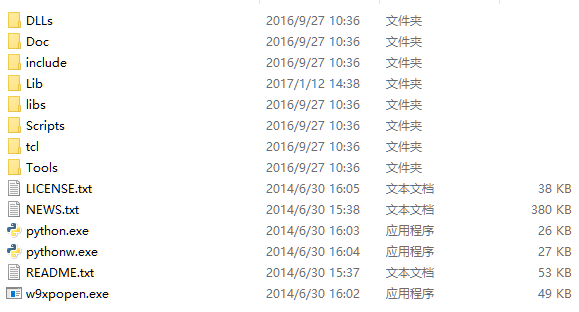 DLLs 2016/9/27 10:36 文件夹
Doc 2016/9/27 10:36 文件夹
include 2016/9/27 10:36 文件夹
Lib 2017/1/12 14:38 文件夹
libs 2016/9/27 10:36 文件夹
Scripts 2016/9/27 10:36 文件夹
tcl 2016/9/27 10:36 文件夹
Tools 2016/9/27 10:36 文件夹
LICENSE.txt 2014/6/30 16:05 文本文档 38 KB
NEWS.txt 2014/6/30 15:38 文本文档 380 KB
python.exe 2014/6/30 16:03 应用程序 26 KB
pythonw.exe 2014/6/30 16:04 应用程序 27 KB
README.txt 2014/6/30 15:37 文本文档 53 KB
w9xpopen.exe 2014/6/30 16:02 应用程序 49 KB